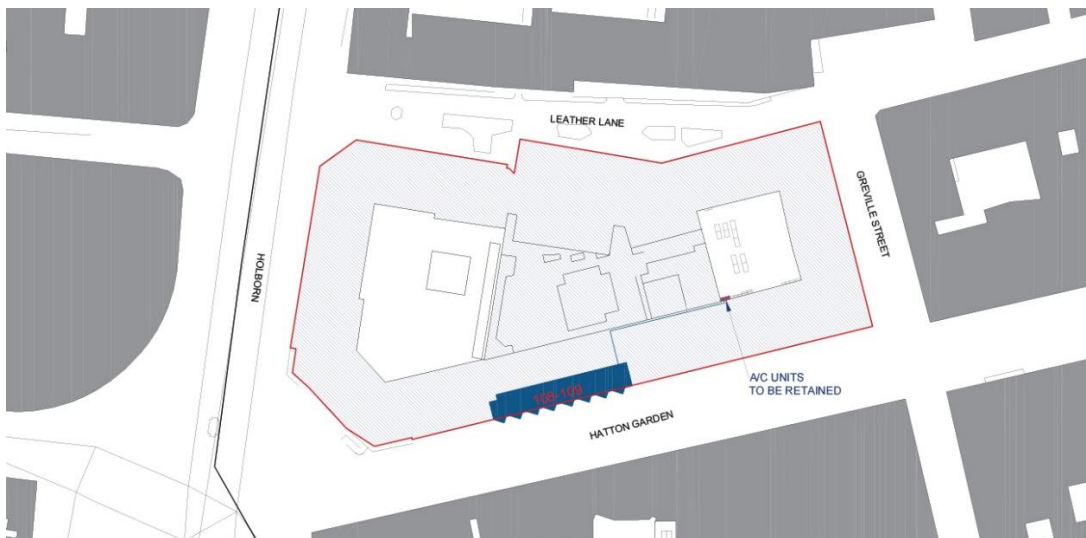 LEATHER LANE
GREVILLE STREET
HOLBORN
108-109
A/C UNITS
TO BE RETAINED
HATTON GARDEN